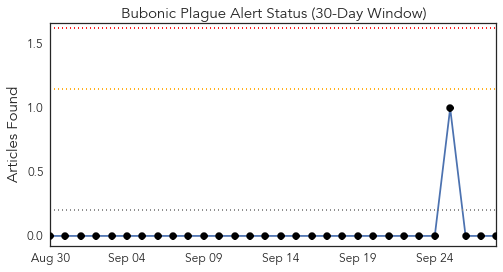 Bubonic Plague Alert Status (30-Day Window)
Articles Found
1.5
1.0
0.5
0.0
Aug 30
Sep 04
Sep 09
Sep 14
Sep 19
Sep 24